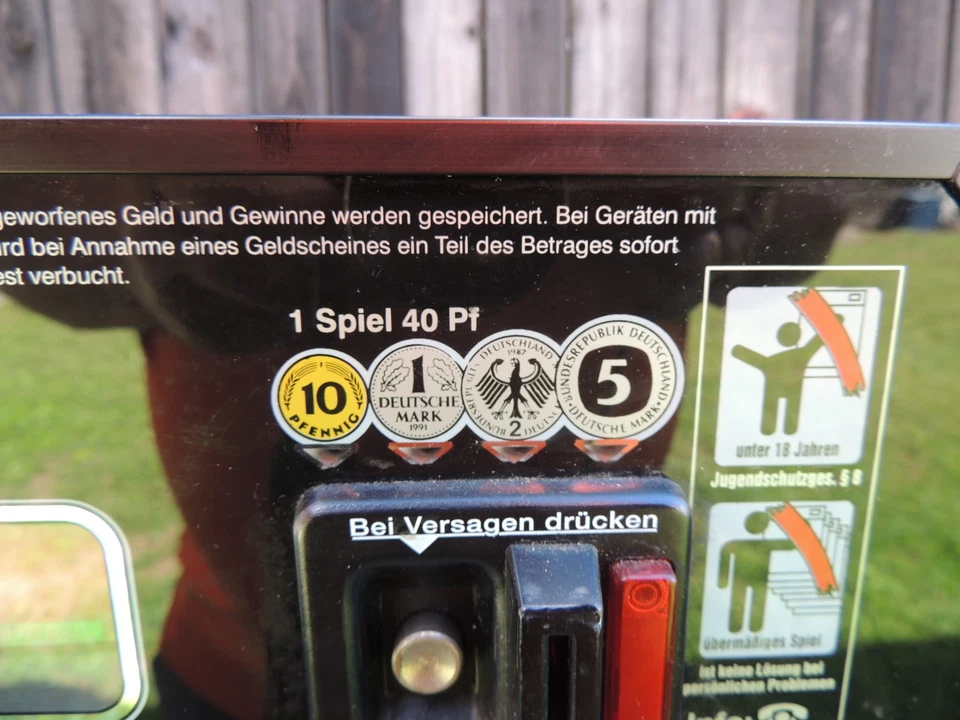 geworfenes Geld und Gewinne werden gespeichert. Bei Geräten mit
rd bei Annahme eines Geldscheines ein Teil des Betrages sofort
est verbucht.
1 Spiel 40 Pf
10
PFENNIG
1
DEUTSCHE
MARK
1991
DEUTSCHLAND
1987
2
BUNDESREPUBLIK DEUTSCHLAND
5
DEUTSCHE MARK
Bei Versagen drücken
unter 18 Jahren
Jugendschutzges. § 8
übermäßiges Spiel
ist keine Lösung bei
persönlichen Problemen
Info: